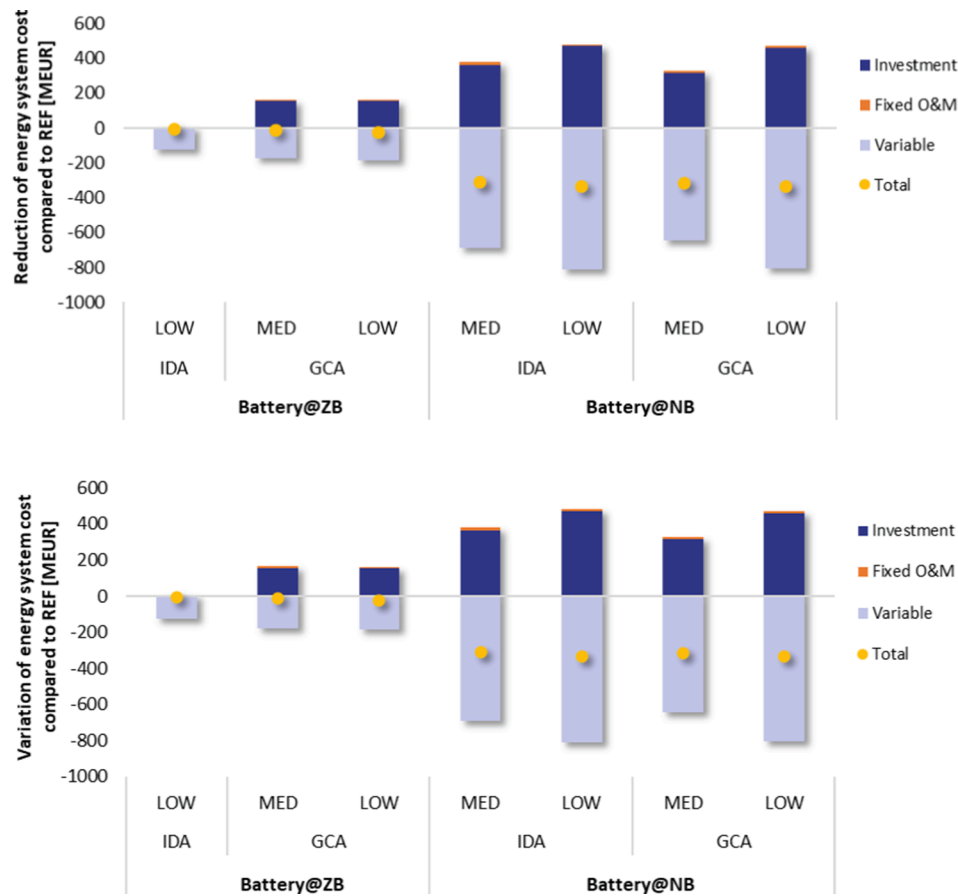 Reduction of energy system cost
compared to REF [MEUR]
600
400
200
0
-200
-400
-600
-800
-1000
Investment
Fixed O&M
Variable
Total
LOW MED LOW MED LOW MED LOW
IDA GCA IDA GCA
Battery@ZB Battery@NB
Variation of energy system cost
compared to REF [MEUR]
600
400
200
0
-200
-400
-600
-800
-1000
Investment
Fixed O&M
Variable
Total
LOW MED LOW MED LOW MED LOW
IDA GCA IDA GCA
Battery@ZB Battery@NB